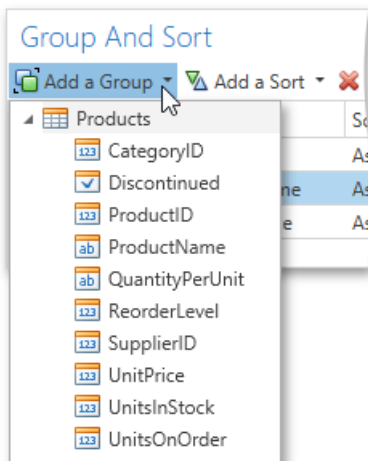 Group And Sort
Add a Group Add a Sort
Products
CategoryID
Discontinued
ProductID
ProductName
QuantityPerUnit
ReorderLevel
SupplierID
UnitPrice
UnitsInStock
UnitsOnOrder